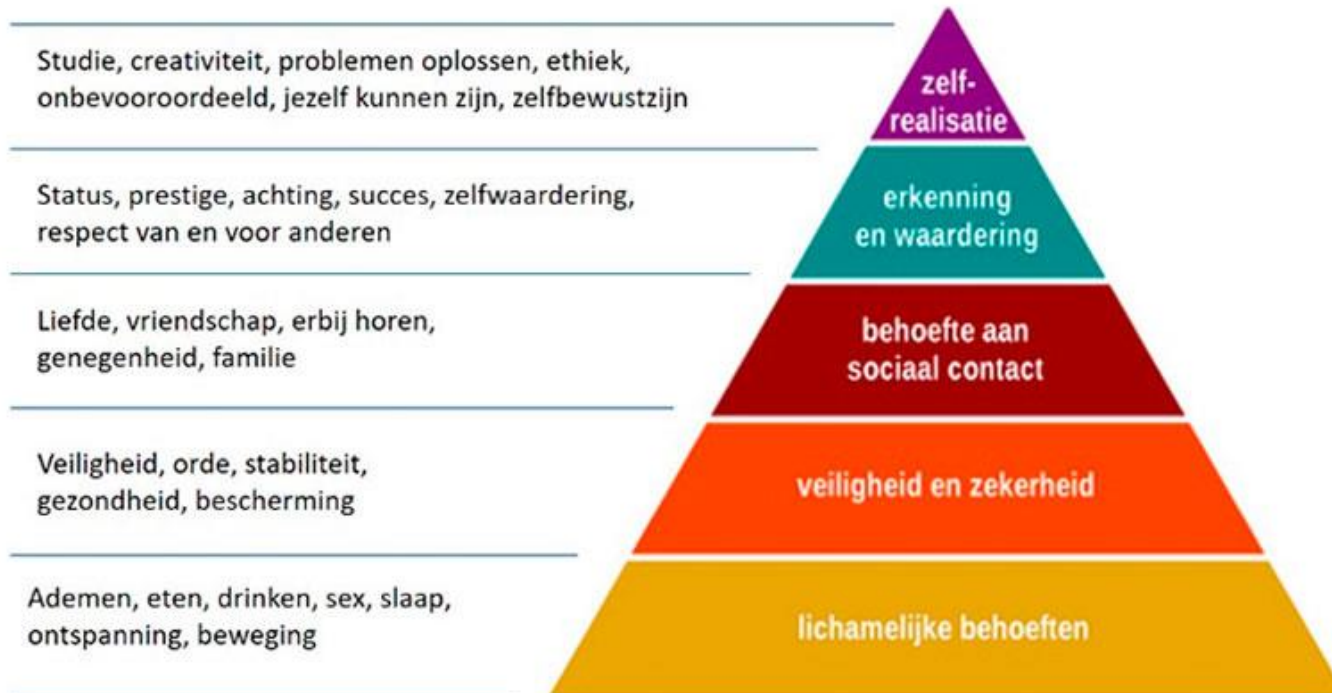 Studie, creativiteit, problemen oplossen, ethiek,
onbevooroordeeld, jezelf kunnen zijn, zelfbewustzijn
zelf-
realisatie
Status, prestige, achting, succes, zelfwaardering,
respect van en voor anderen
erkenning
en waardering
Liefde, vriendschap, erbij horen,
genegenheid, familie
behoefte aan
sociaal contact
Veiligheid, orde, stabiliteit,
gezondheid, bescherming
veiligheid en zekerheid
Ademen, eten, drinken, sex, slaap,
ontspanning, beweging
lichamelijke behoeften